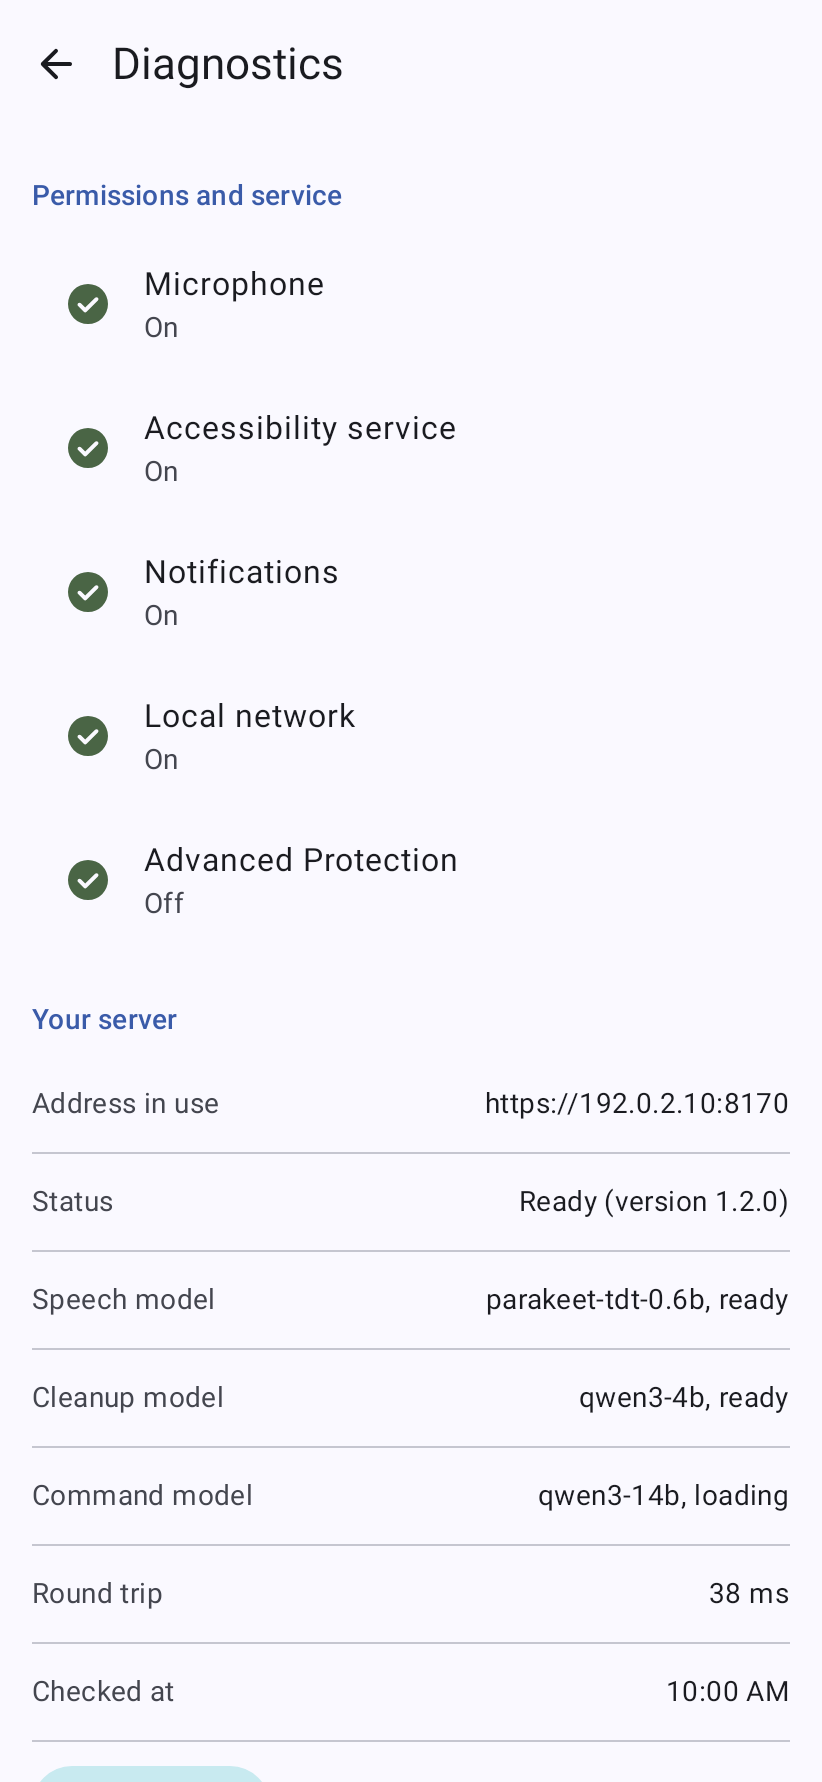 Diagnostics
Permissions and service
Microphone
On
Accessibility service
On
Notifications
On
Local network
On
Advanced Protection
Off
Your server
Address in use https://192.0.2.10:8170
Status Ready (version 1.2.0)
Speech model parakeet-tdt-0.6b, ready
Cleanup model qwen3-4b, ready
Command model qwen3-14b, loading
Round trip 38 ms
Checked at 10:00 AM